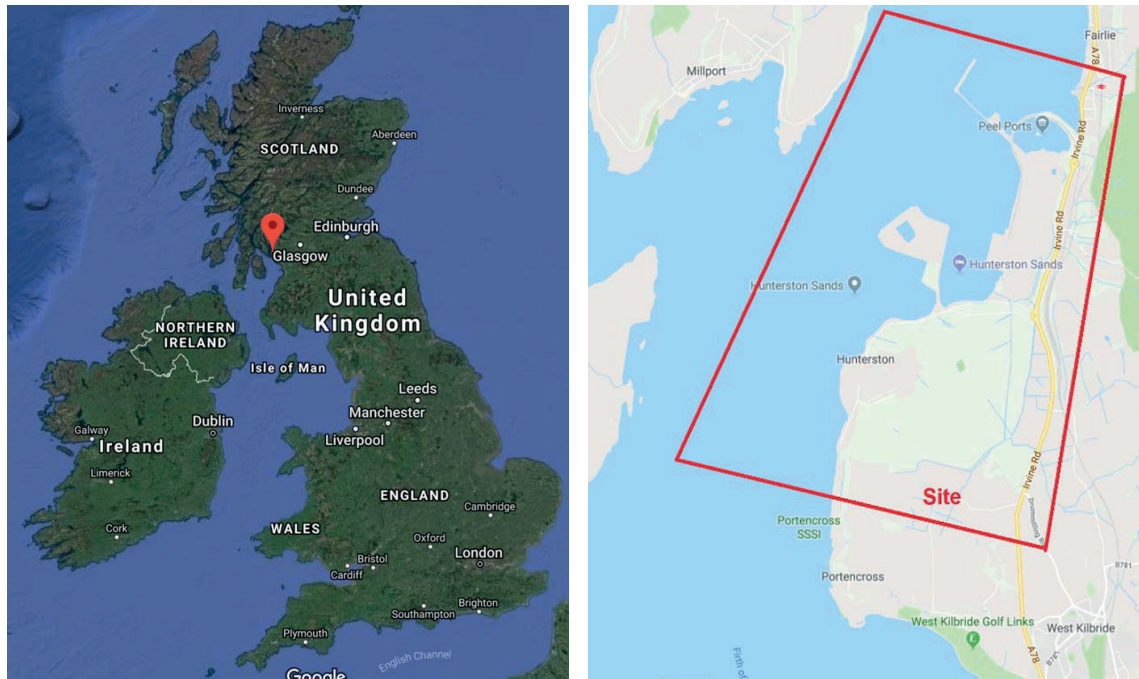 Inverness
Aberdeen
SCOTLAND
Dundee
Edinburgh
Glasgow
United
Kingdom
NORTHERN
IRELAND
Isle of Man
Leeds
Manchester
Liverpool
Dublin
Galway
Ireland
Limerick
Cork
ENGLAND
Cambridge
WALES
Oxford
London
Bristol
Cardiff
Southampton
Brighton
Plymouth
English Channel
Google
Fairlie
A78
Millport
Peel Ports
Irvine Rd
Irvine Rd
Hunterston Sands
Hunterston Sands
Hunterston
Irvine Rd
Site
Portencross
SSSI
Portencross
B781
West Kilbride Golf Links
West Kilbride
A78
B782
Firth of